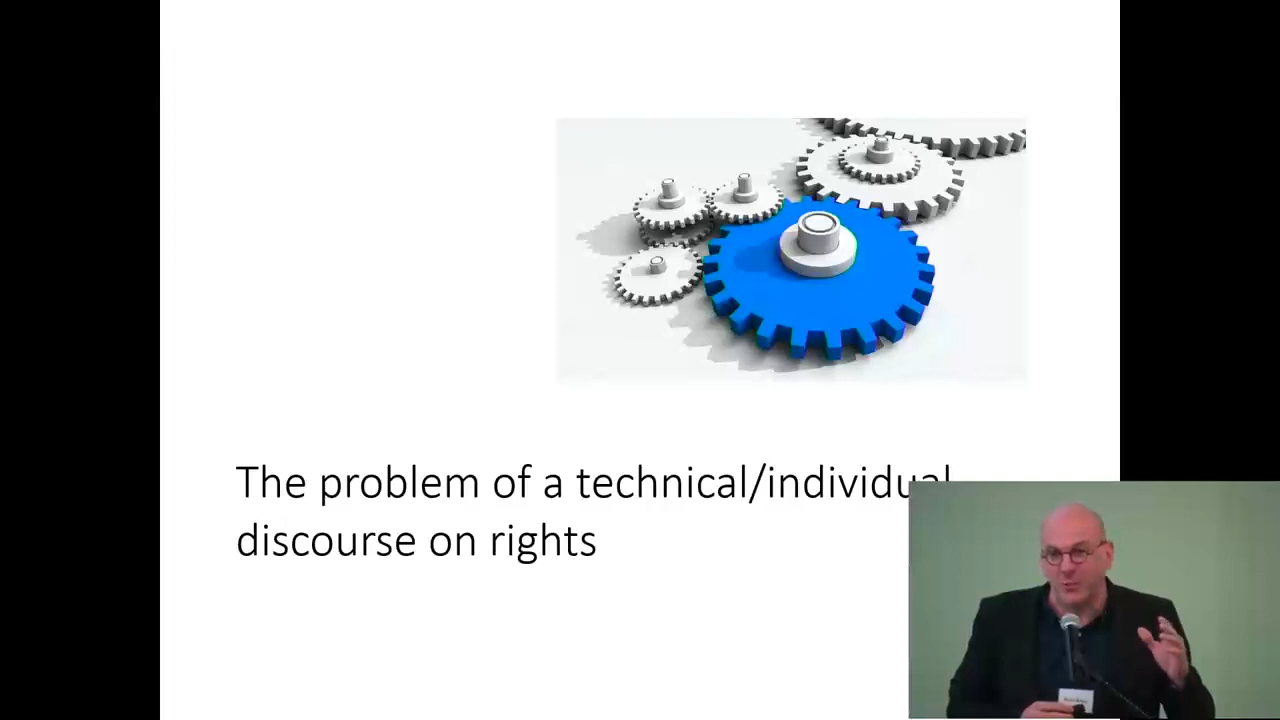 The problem of a technical/individual
discourse on rights